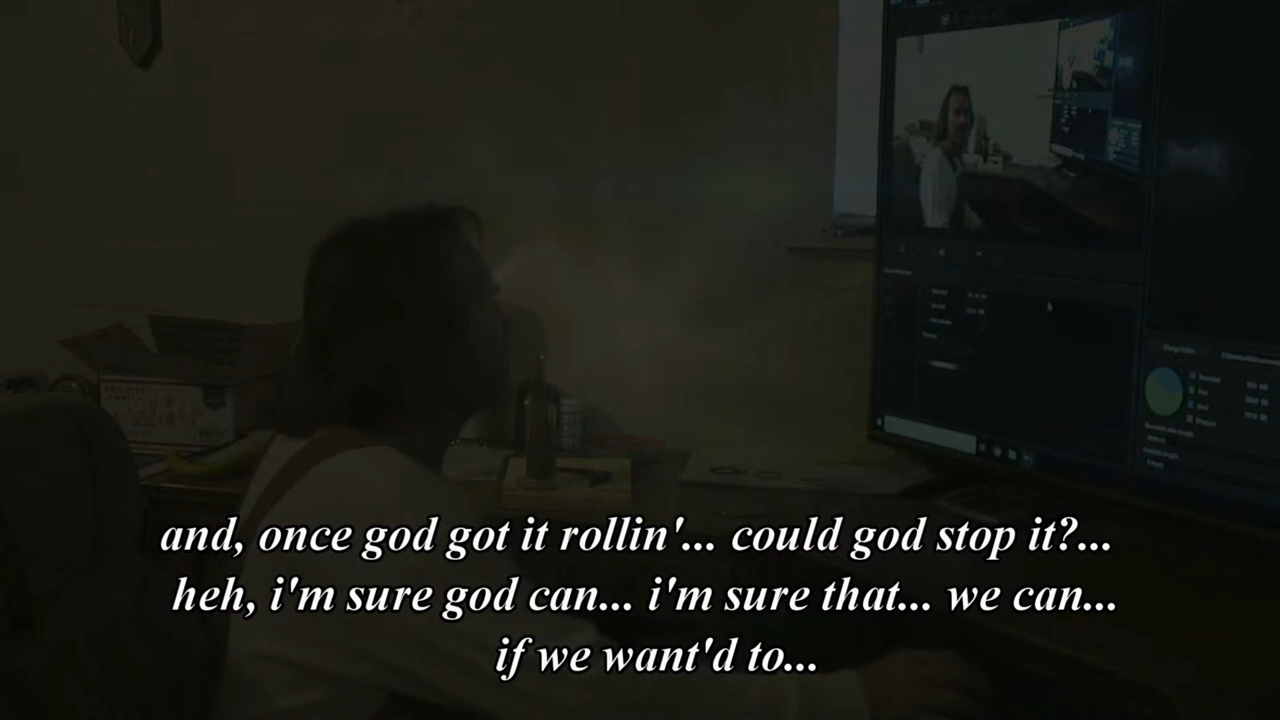 and, once god got it rollin'... could god stop it?...
heh, i'm sure god can... i'm sure that... we can...
if we want'd to...